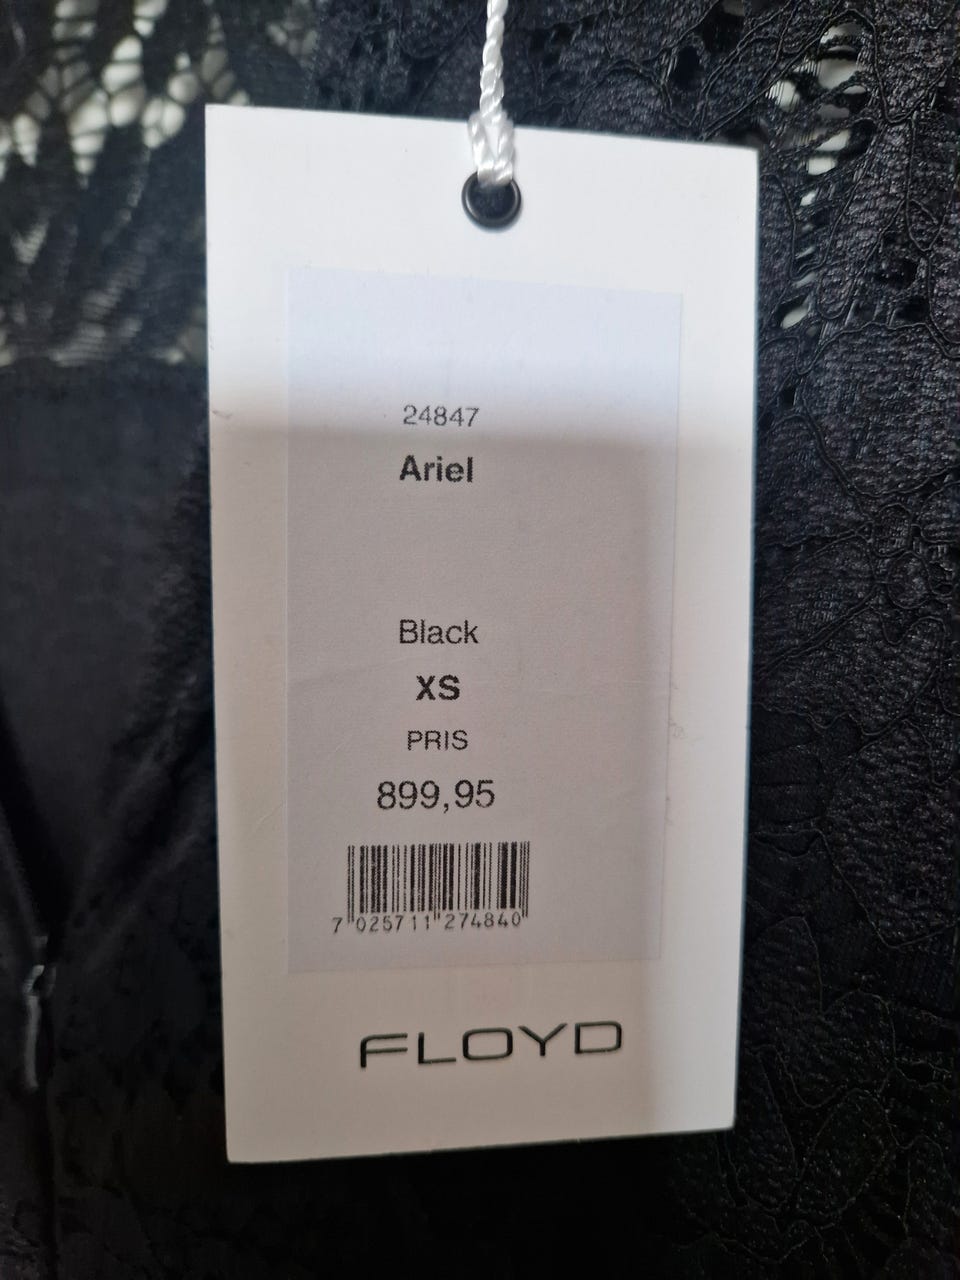 24847
Ariel
Black
XS
PRIS
899,95
7 025711 274840
FLOYD